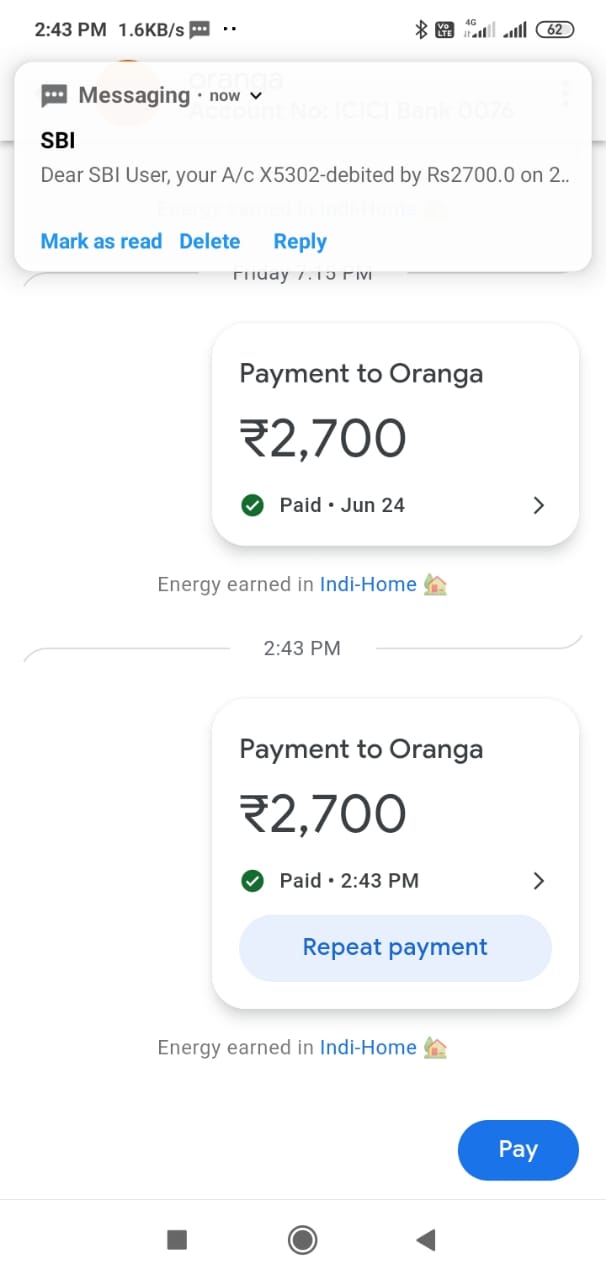 2:43 PM 1.6KB/s
Vo LTE 4G 62
oranga
Messaging · now
Account No: ICICI Bank 0076
SBI
Dear SBI User, your A/c X5302-debited by Rs2700.0 on 2..
Energy earned in Indi-Home
Mark as read Delete Reply
Friday 7:15 PM
Payment to Oranga
₹2,700
Paid • Jun 24
Energy earned in Indi-Home
2:43 PM
Payment to Oranga
₹2,700
Paid • 2:43 PM
Repeat payment
Energy earned in Indi-Home
Pay